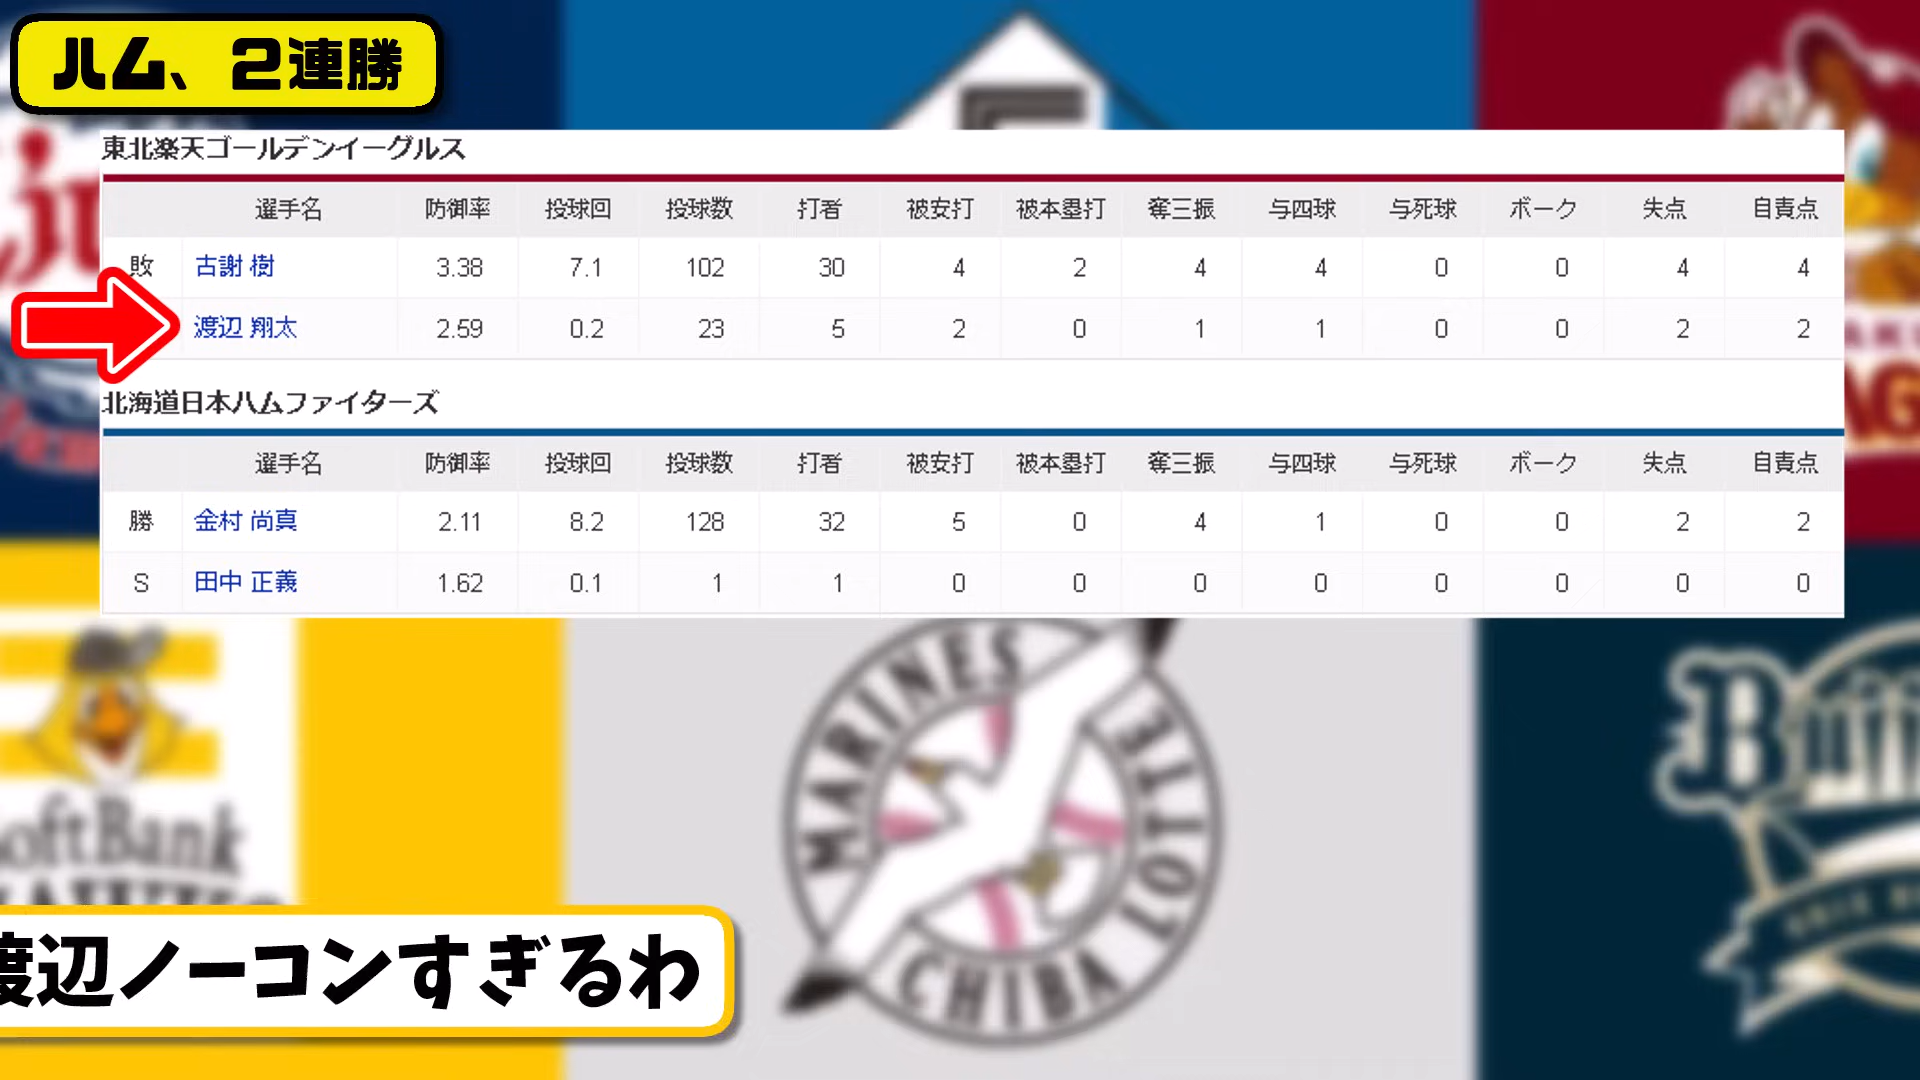 ハム、2連勝
東北楽天ゴールデンイーグルス
選手名 防御率 投球回 投球数 打者 被安打 被本塁打 奪三振 与四球 与死球 ボーク 失点 自責点
敗 古謝 樹 3.38 7.1 102 30 4 2 4 4 0 0 4 4
渡辺 翔太 2.59 0.2 23 5 2 0 1 1 0 0 2 2
北海道日本ハムファイターズ
選手名 防御率 投球回 投球数 打者 被安打 被本塁打 奪三振 与四球 与死球 ボーク 失点 自責点
勝 金村 尚真 2.11 8.2 128 32 5 0 4 1 0 0 2 2
S 田中 正義 1.62 0.1 1 1 0 0 0 0 0 0 0 0
SoftBank
MARINES
CHIBA LOTTE
渡辺ノーコンすぎるわ